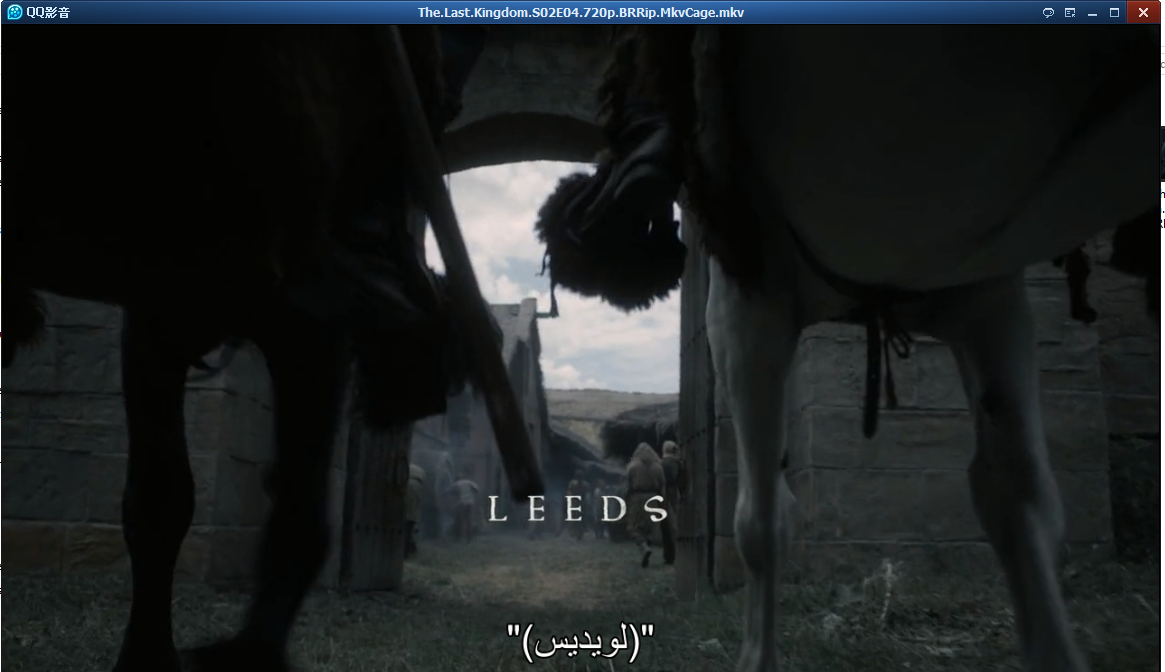 QQ影音
The.Last.Kingdom.S02E04.720p.BRRip.MkvCage.mkv
LEEDS
"(لويديس)"